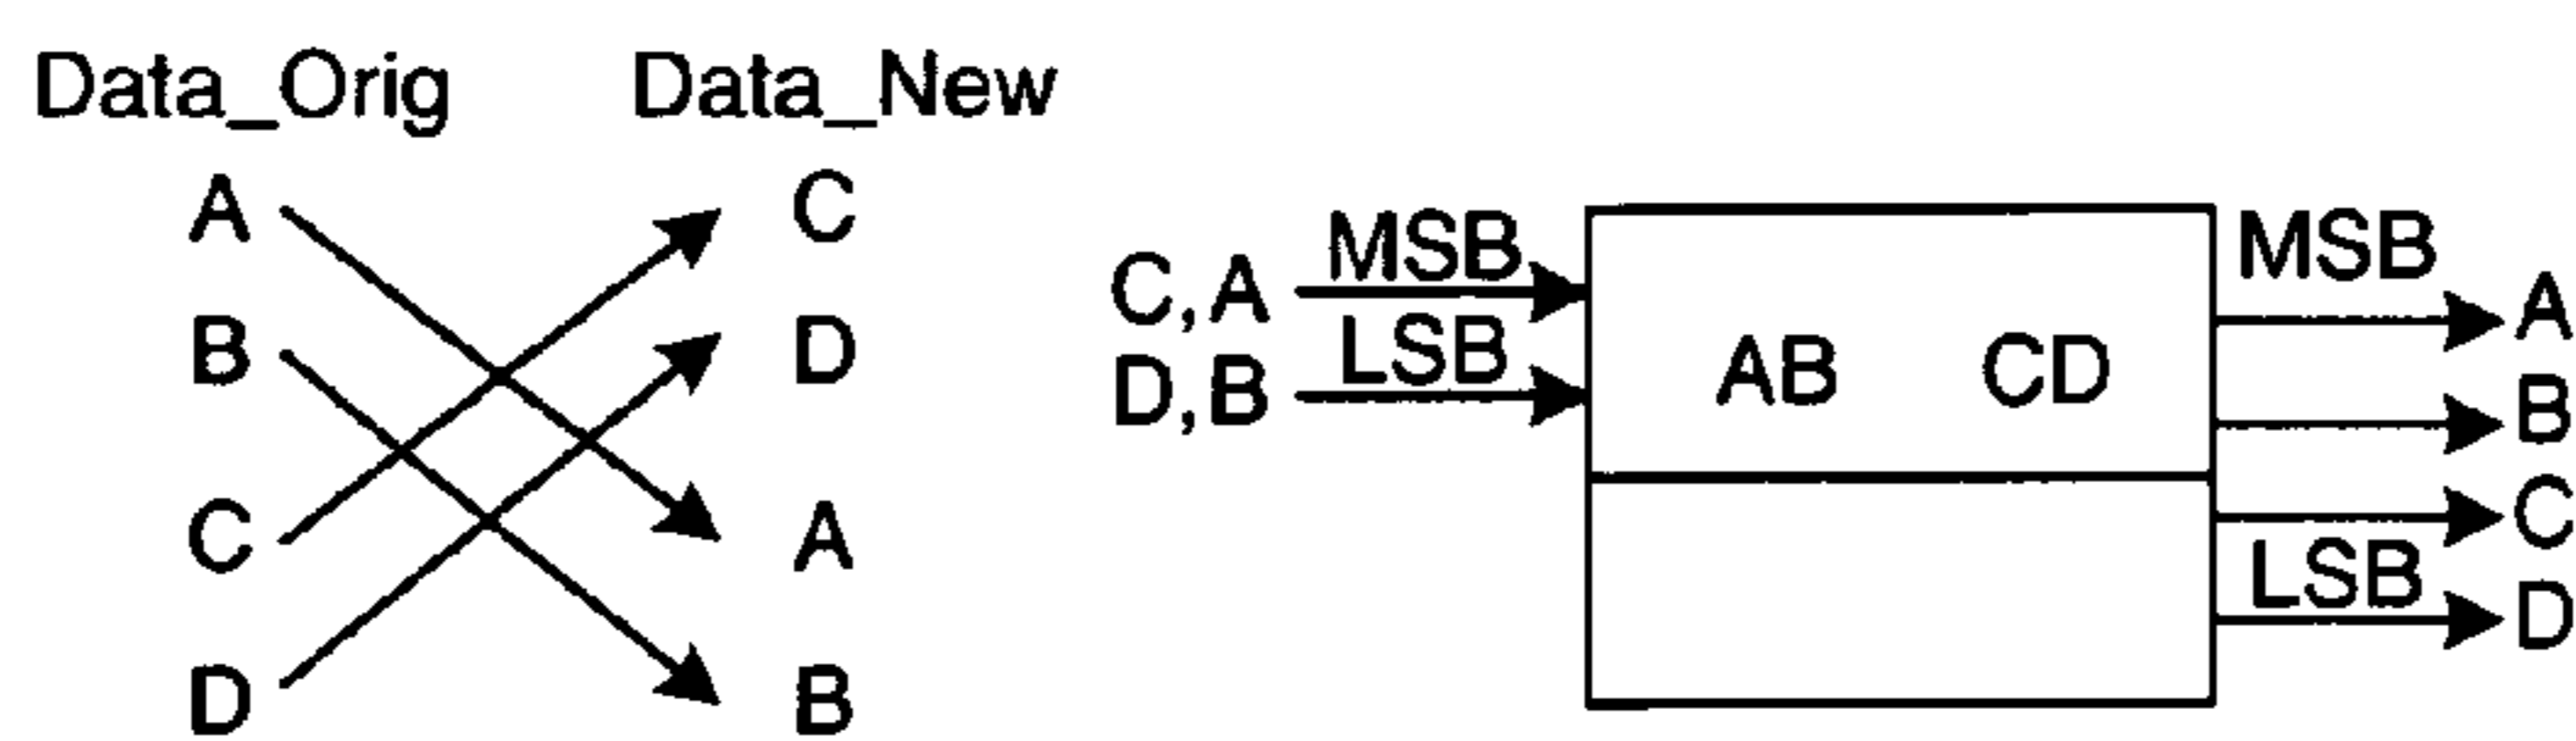 Data_Orig Data_New
A C
B D
C A
D B
C,A MSB
D,B LSB
AB CD
MSB A
B
C
LSB D